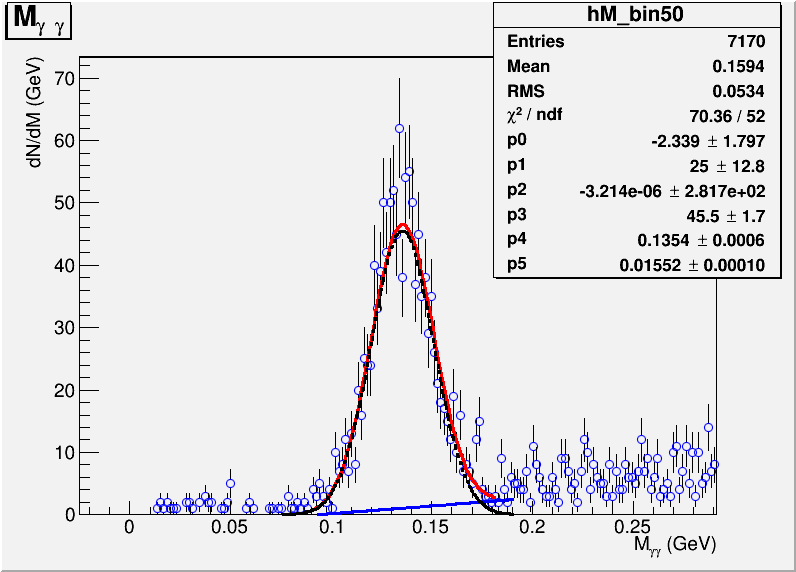 Mγ γ
hM_bin50
Entries 7170
Mean 0.1594
RMS 0.0534
χ² / ndf 70.36 / 52
p0 -2.339 ± 1.797
p1 25 ± 12.8
p2 -3.214e-06 ± 2.817e+02
p3 45.5 ± 1.7
p4 0.1354 ± 0.0006
p5 0.01552 ± 0.00010
dN/dM (GeV)
70
60
50
40
30
20
10
0
0 0.05 0.1 0.15 0.2 0.25
Mγγ (GeV)